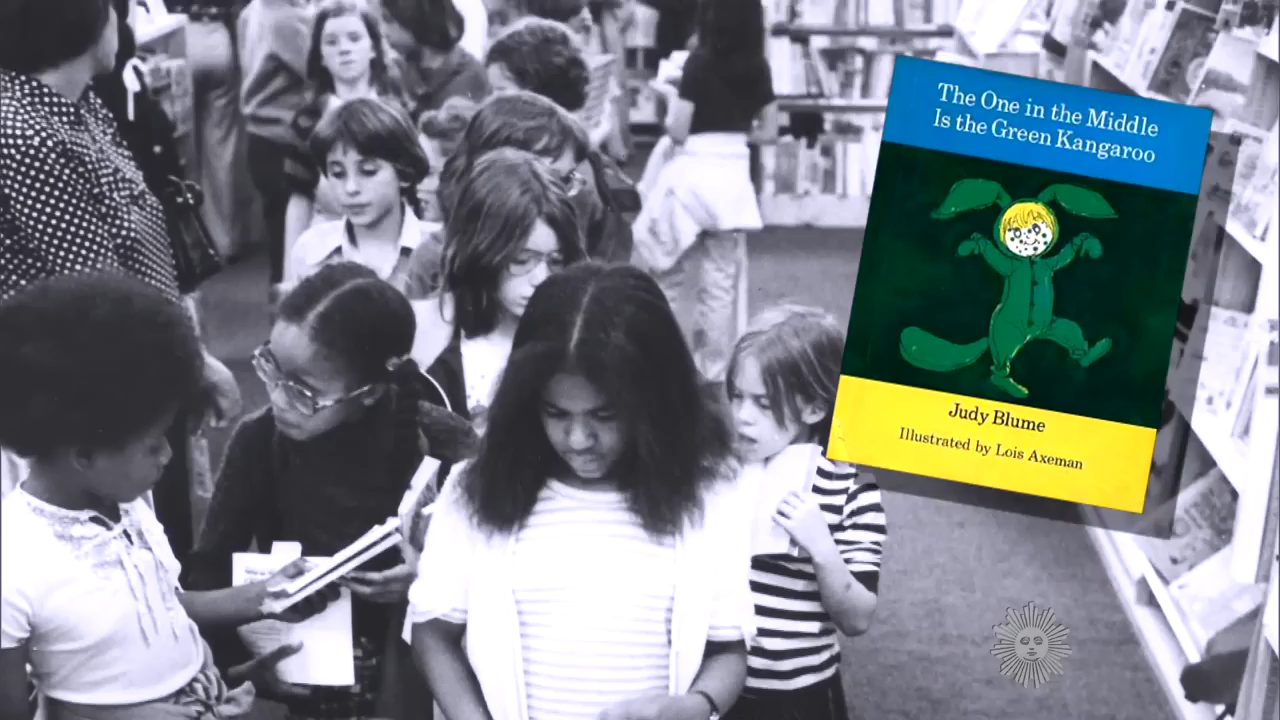 The One in the Middle
Is the Green Kangaroo
Judy Blume
Illustrated by Lois Axeman